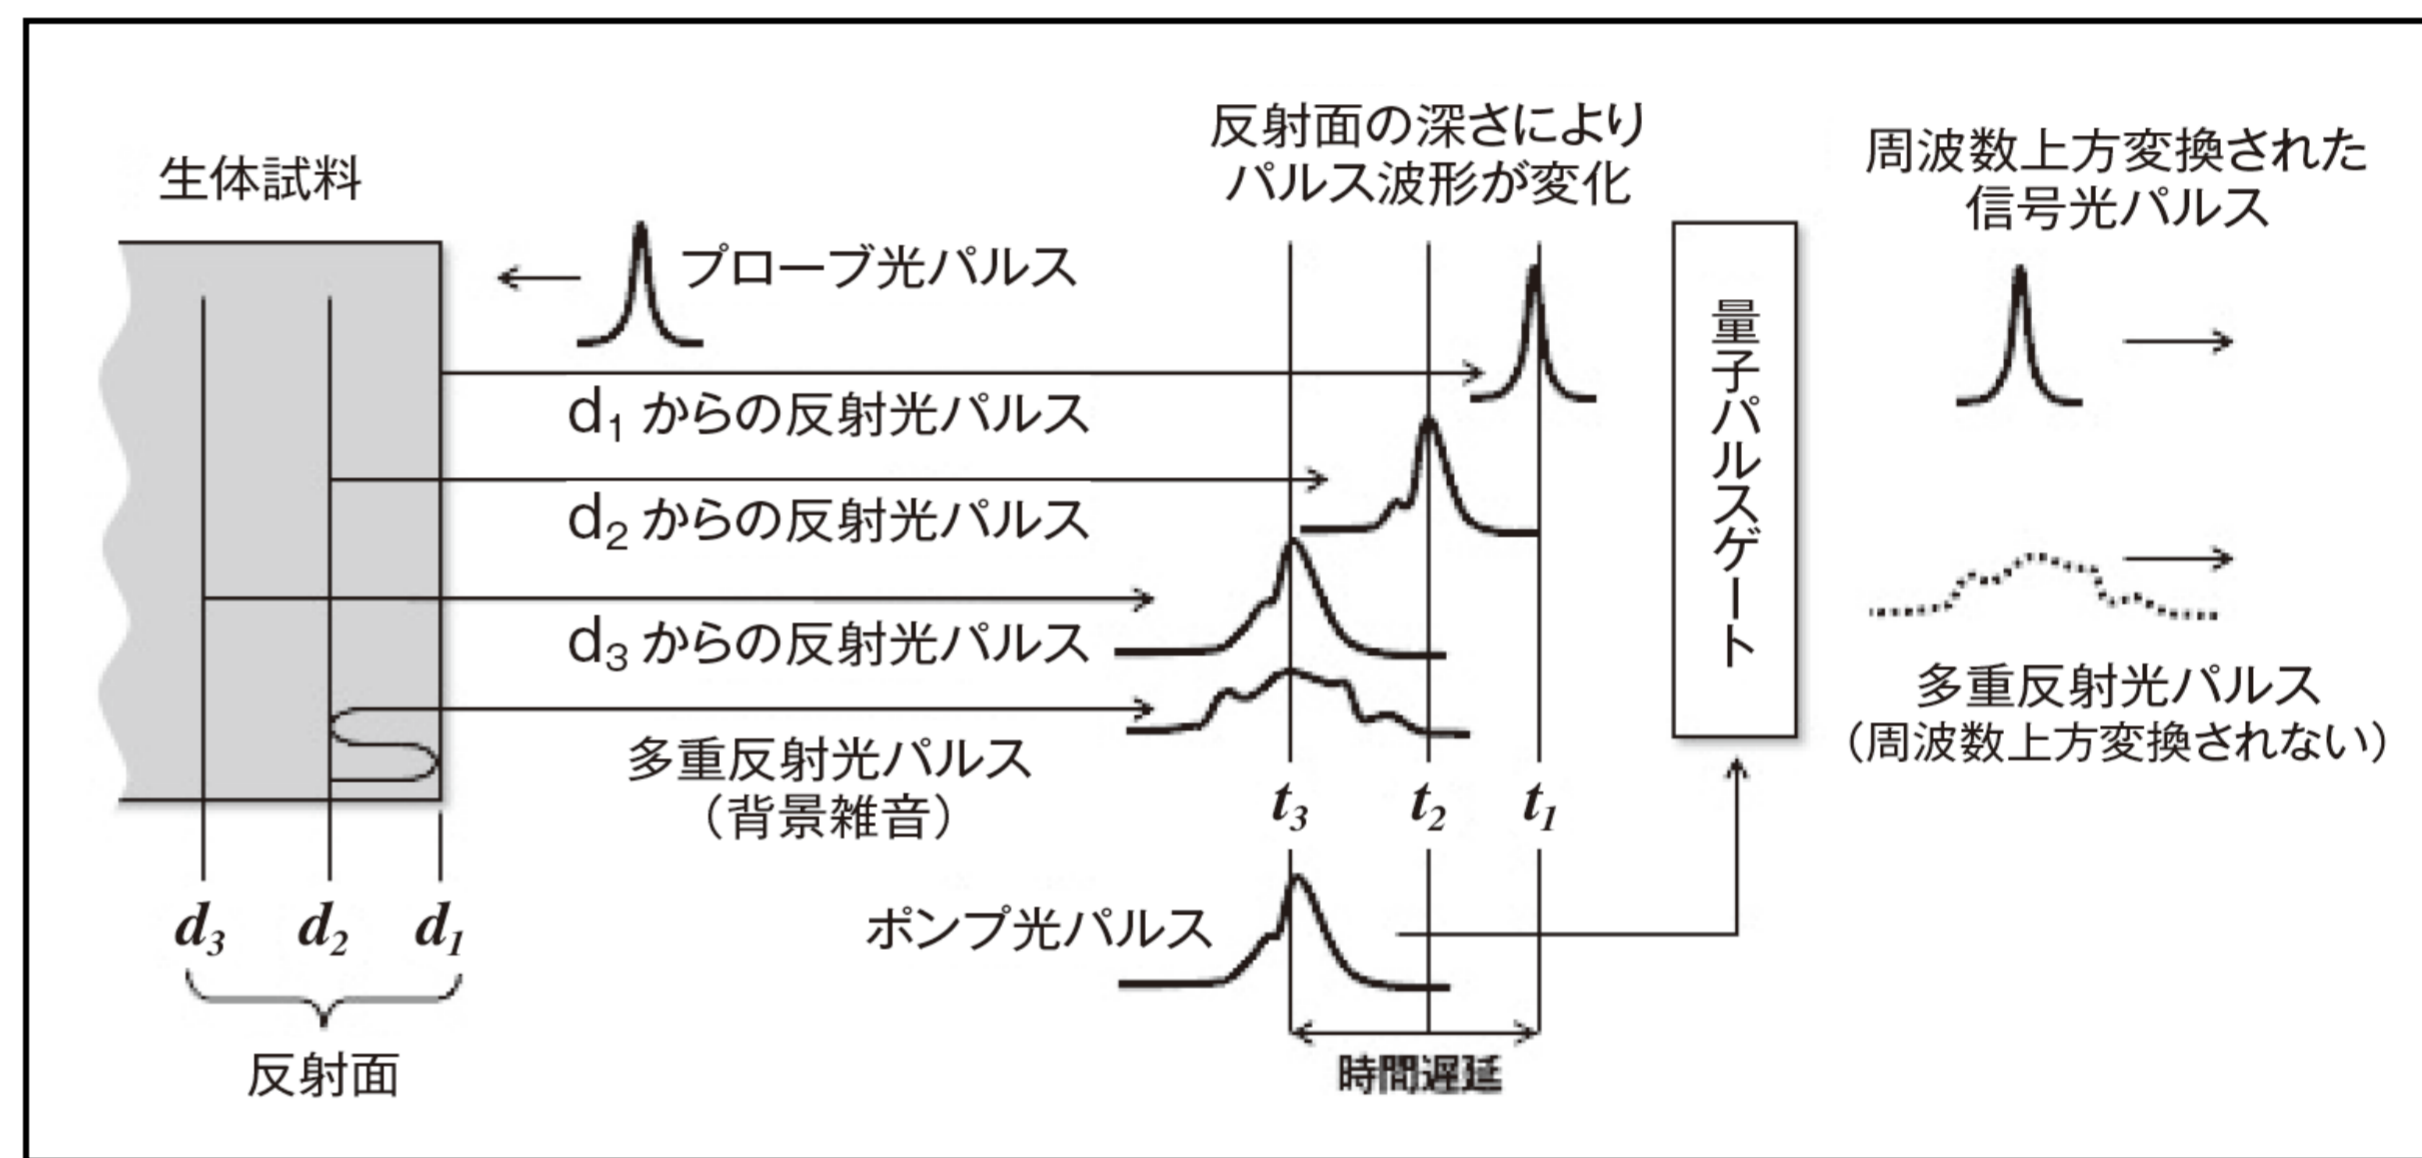 生体試料
プローブ光パルス
反射面の深さにより
パルス波形が変化
周波数上方変換された
信号光パルス
d1 からの反射光パルス
d2 からの反射光パルス
d3 からの反射光パルス
多重反射光パルス
（背景雑音）
量子パルスゲート
多重反射光パルス
（周波数上方変換されない）
t3
t2
t1
d3
d2
d1
ポンプ光パルス
反射面
時間遅延